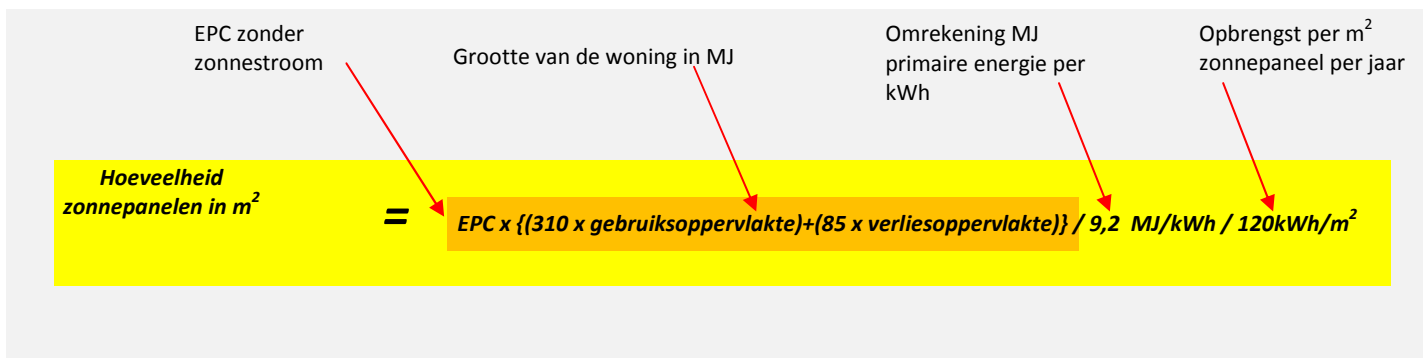 EPC zonder
zonnestroom
Grootte van de woning in MJ
Omrekening MJ
primaire energie per
kWh
Opbrengst per m²
zonnepaneel per jaar
Hoeveelheid
zonnepanelen in m²
=
EPC x {(310 x gebruiksoppervlakte)+(85 x verliesoppervlakte)} / 9,2 MJ/kWh / 120kWh/m²